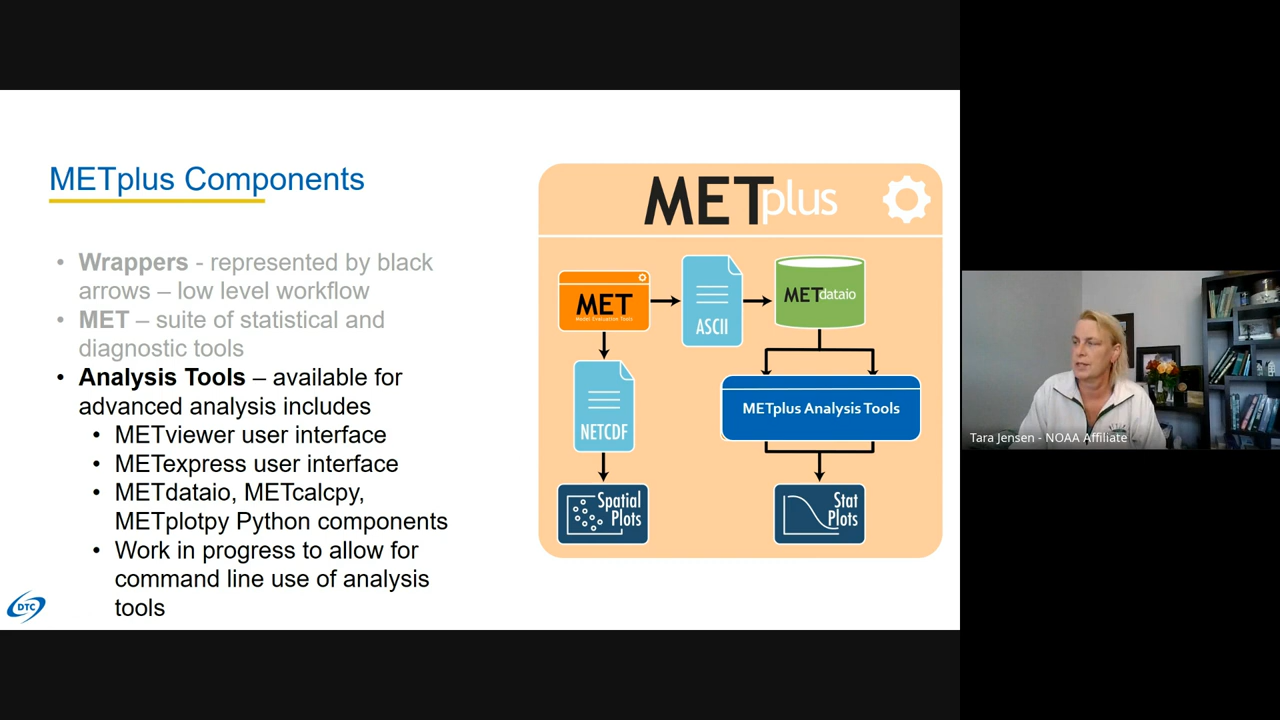 METplus Components
• Wrappers - represented by black
arrows – low level workflow
• MET – suite of statistical and
diagnostic tools
• Analysis Tools – available for
advanced analysis includes
• METviewer user interface
• METexpress user interface
• METdataio, METcalcpy,
METplotpy Python components
• Work in progress to allow for
command line use of analysis
tools
DTC
METplus
MET
Model Evaluation Tools
ASCII
METdataio
NETCDF
METplus Analysis Tools
Spatial
Plots
Stat
Plots
Tara Jensen - NOAA Affiliate